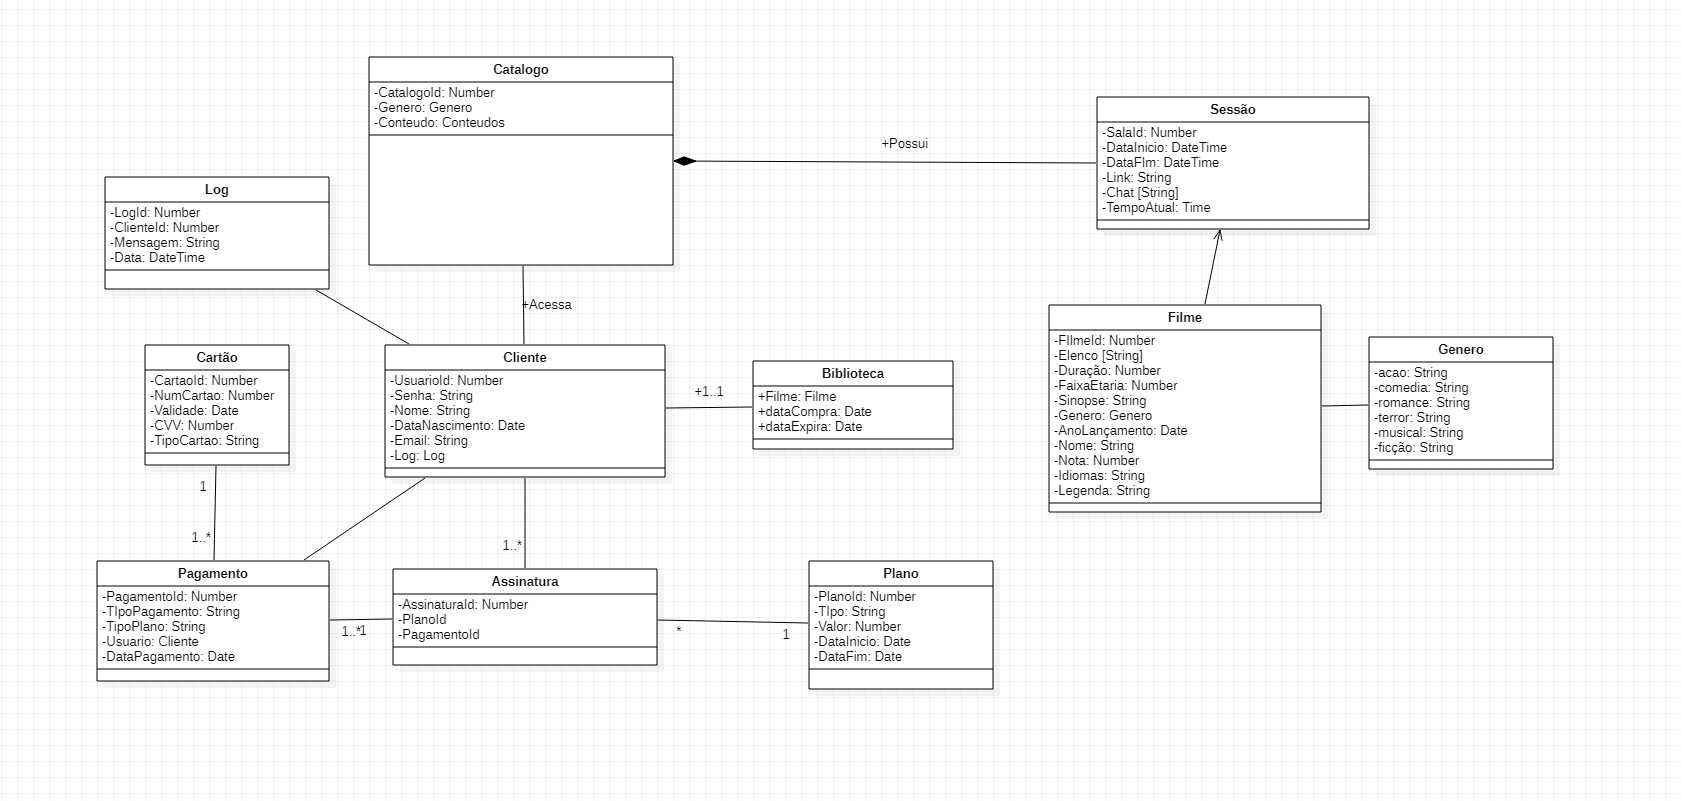 Catalogo
-CatalogoId: Number
-Genero: Genero
-Conteudo: Conteudos
+Possui
Sessão
-SalaId: Number
-DataInicio: DateTime
-DataFIm: DateTime
-Link: String
-Chat [String]
-TempoAtual: Time
Log
-LogId: Number
-ClienteId: Number
-Mensagem: String
-Data: DateTime
+Acessa
Cartão
-CartaoId: Number
-NumCartao: Number
-Validade: Date
-CVV: Number
-TipoCartao: String
Cliente
-UsuarioId: Number
-Senha: String
-Nome: String
-DataNascimento: Date
-Email: String
-Log: Log
+1..1
Biblioteca
+Filme: Filme
+dataCompra: Date
+dataExpira: Date
Filme
-FIlmeId: Number
-Elenco [String]
-Duração: Number
-FaixaEtaria: Number
-Sinopse: String
-Genero: Genero
-AnoLançamento: Date
-Nome: String
-Nota: Number
-Idiomas: String
-Legenda: String
Genero
-acao: String
-comedia: String
-romance: String
-terror: String
-musical: String
-ficção: String
1
1..*
1..*
Pagamento
-PagamentoId: Number
-TIpoPagamento: String
-TipoPlano: String
-Usuario: Cliente
-DataPagamento: Date
1..*
1
Assinatura
-AssinaturaId: Number
-PlanoId
-PagamentoId
*
1
Plano
-PlanoId: Number
-TIpo: String
-Valor: Number
-DataInicio: Date
-DataFim: Date